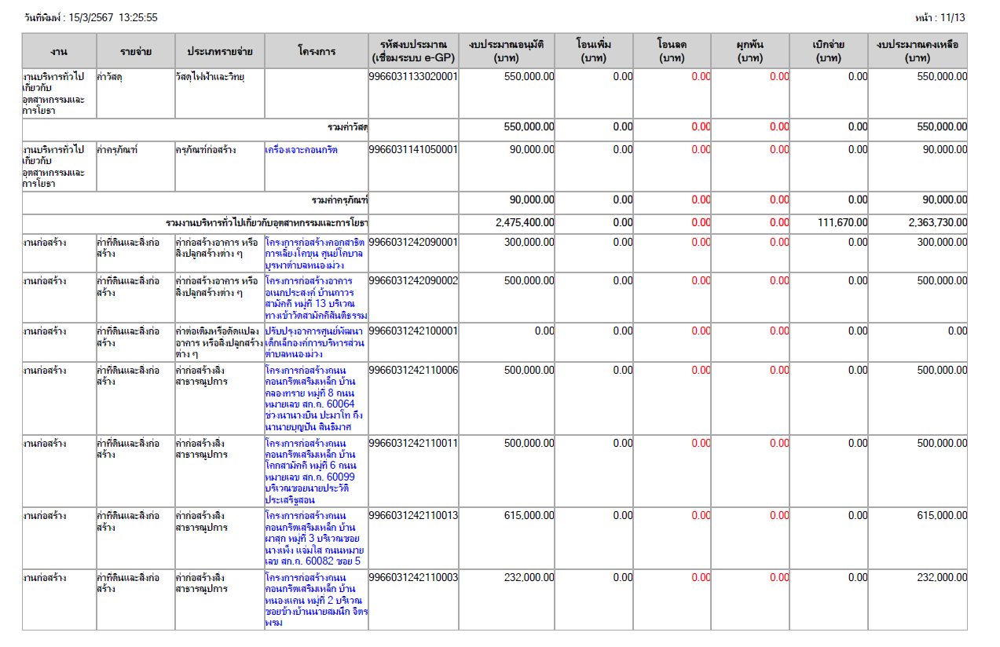 วันที่พิมพ์ : 15/3/2567 13:25:55
หน้า : 11/13
งาน รายจ่าย ประเภทรายจ่าย โครงการ รหัสงบประมาณ งบประมาณอนุมัติ โอนเพิ่ม โอนลด ผูกพัน เบิกจ่าย งบประมาณคงเหลือ
(เชื่อมระบบ e-GP) (บาท) (บาท) (บาท) (บาท) (บาท) (บาท)
งานบริหารทั่วไป ค่าวัสดุ วัสดุไฟฟ้าและวิทยุ 9966031133020001 550,000.00 0.00 0.00 0.00 0.00 550,000.00
เกี่ยวกับ
อุตสาหกรรมและ
การโยธา
รวมค่าวัสดุ 550,000.00 0.00 0.00 0.00 0.00 550,000.00
งานบริหารทั่วไป ค่าครุภัณฑ์ ครุภัณฑ์ก่อสร้าง เครื่องเจาะคอนกรีต 9966031141050001 90,000.00 0.00 0.00 0.00 0.00 90,000.00
เกี่ยวกับ
อุตสาหกรรมและ
การโยธา
รวมค่าครุภัณฑ์ 90,000.00 0.00 0.00 0.00 0.00 90,000.00
รวมงานบริหารทั่วไปเกี่ยวกับอุตสาหกรรมและการโยธา 2,475,400.00 0.00 0.00 0.00 111,670.00 2,363,730.00
งานก่อสร้าง ค่าที่ดินและสิ่งก่อ ค่าก่อสร้างอาคาร หรือ โครงการก่อสร้างคอกสาธิต 9966031242090001 300,000.00 0.00 0.00 0.00 0.00 300,000.00
สร้าง สิ่งปลูกสร้างต่าง ๆ การเลี้ยงโคขุน ศูนย์โคบาล
บูรพาตำบลหนองม่วง
งานก่อสร้าง ค่าที่ดินและสิ่งก่อ ค่าก่อสร้างอาคาร หรือ โครงการก่อสร้างอาคาร 9966031242090002 500,000.00 0.00 0.00 0.00 0.00 500,000.00
สร้าง สิ่งปลูกสร้างต่าง ๆ อเนกประสงค์ บ้านถาวร
สามัคคี หมู่ที่ 13 บริเวณ
ทางเข้าวัดสามัคคีสันติธรรม
งานก่อสร้าง ค่าที่ดินและสิ่งก่อ ค่าต่อเติมหรือดัดแปลง ปรับปรุงอาคารศูนย์พัฒนา 9966031242100001 0.00 0.00 0.00 0.00 0.00 0.00
สร้าง อาคาร หรือสิ่งปลูกสร้าง เด็กเล็กองค์การบริหารส่วน
ต่าง ๆ ตำบลหนองม่วง
งานก่อสร้าง ค่าที่ดินและสิ่งก่อ ค่าก่อสร้างสิ่ง โครงการก่อสร้างถนน 9966031242110006 500,000.00 0.00 0.00 0.00 0.00 500,000.00
สร้าง สาธารณูปการ คอนกรีตเสริมเหล็ก บ้าน
คลองทราย หมู่ที่ 8 ถนน
หมายเลข สก.ถ. 60064
ช่วงนานางบิน ปะมาโท ถึง
นานายบุญปัน สินธิมาศ
งานก่อสร้าง ค่าที่ดินและสิ่งก่อ ค่าก่อสร้างสิ่ง โครงการก่อสร้างถนน 9966031242110011 500,000.00 0.00 0.00 0.00 0.00 500,000.00
สร้าง สาธารณูปการ คอนกรีตเสริมเหล็ก บ้าน
โคกสามัคคี หมู่ที่ 6 ถนน
หมายเลข สก.ถ. 60099
บริเวณซอยนายประวัติ
ประเสริฐสอน
งานก่อสร้าง ค่าที่ดินและสิ่งก่อ ค่าก่อสร้างสิ่ง โครงการก่อสร้างถนน 9966031242110013 615,000.00 0.00 0.00 0.00 0.00 615,000.00
สร้าง สาธารณูปการ คอนกรีตเสริมเหล็ก บ้าน
ผาสุก หมู่ที่ 3 บริเวณซอย
นางเพ็ง แจ่มใส ถนนหมาย
เลข สก.ถ. 60082 ซอย 5
งานก่อสร้าง ค่าที่ดินและสิ่งก่อ ค่าก่อสร้างสิ่ง โครงการก่อสร้างถนน 9966031242110003 232,000.00 0.00 0.00 0.00 0.00 232,000.00
สร้าง สาธารณูปการ คอนกรีตเสริมเหล็ก บ้าน
หนองแคน หมู่ที่ 2 บริเวณ
ซอยข้างบ้านนายสมนึก จิตร
พรม